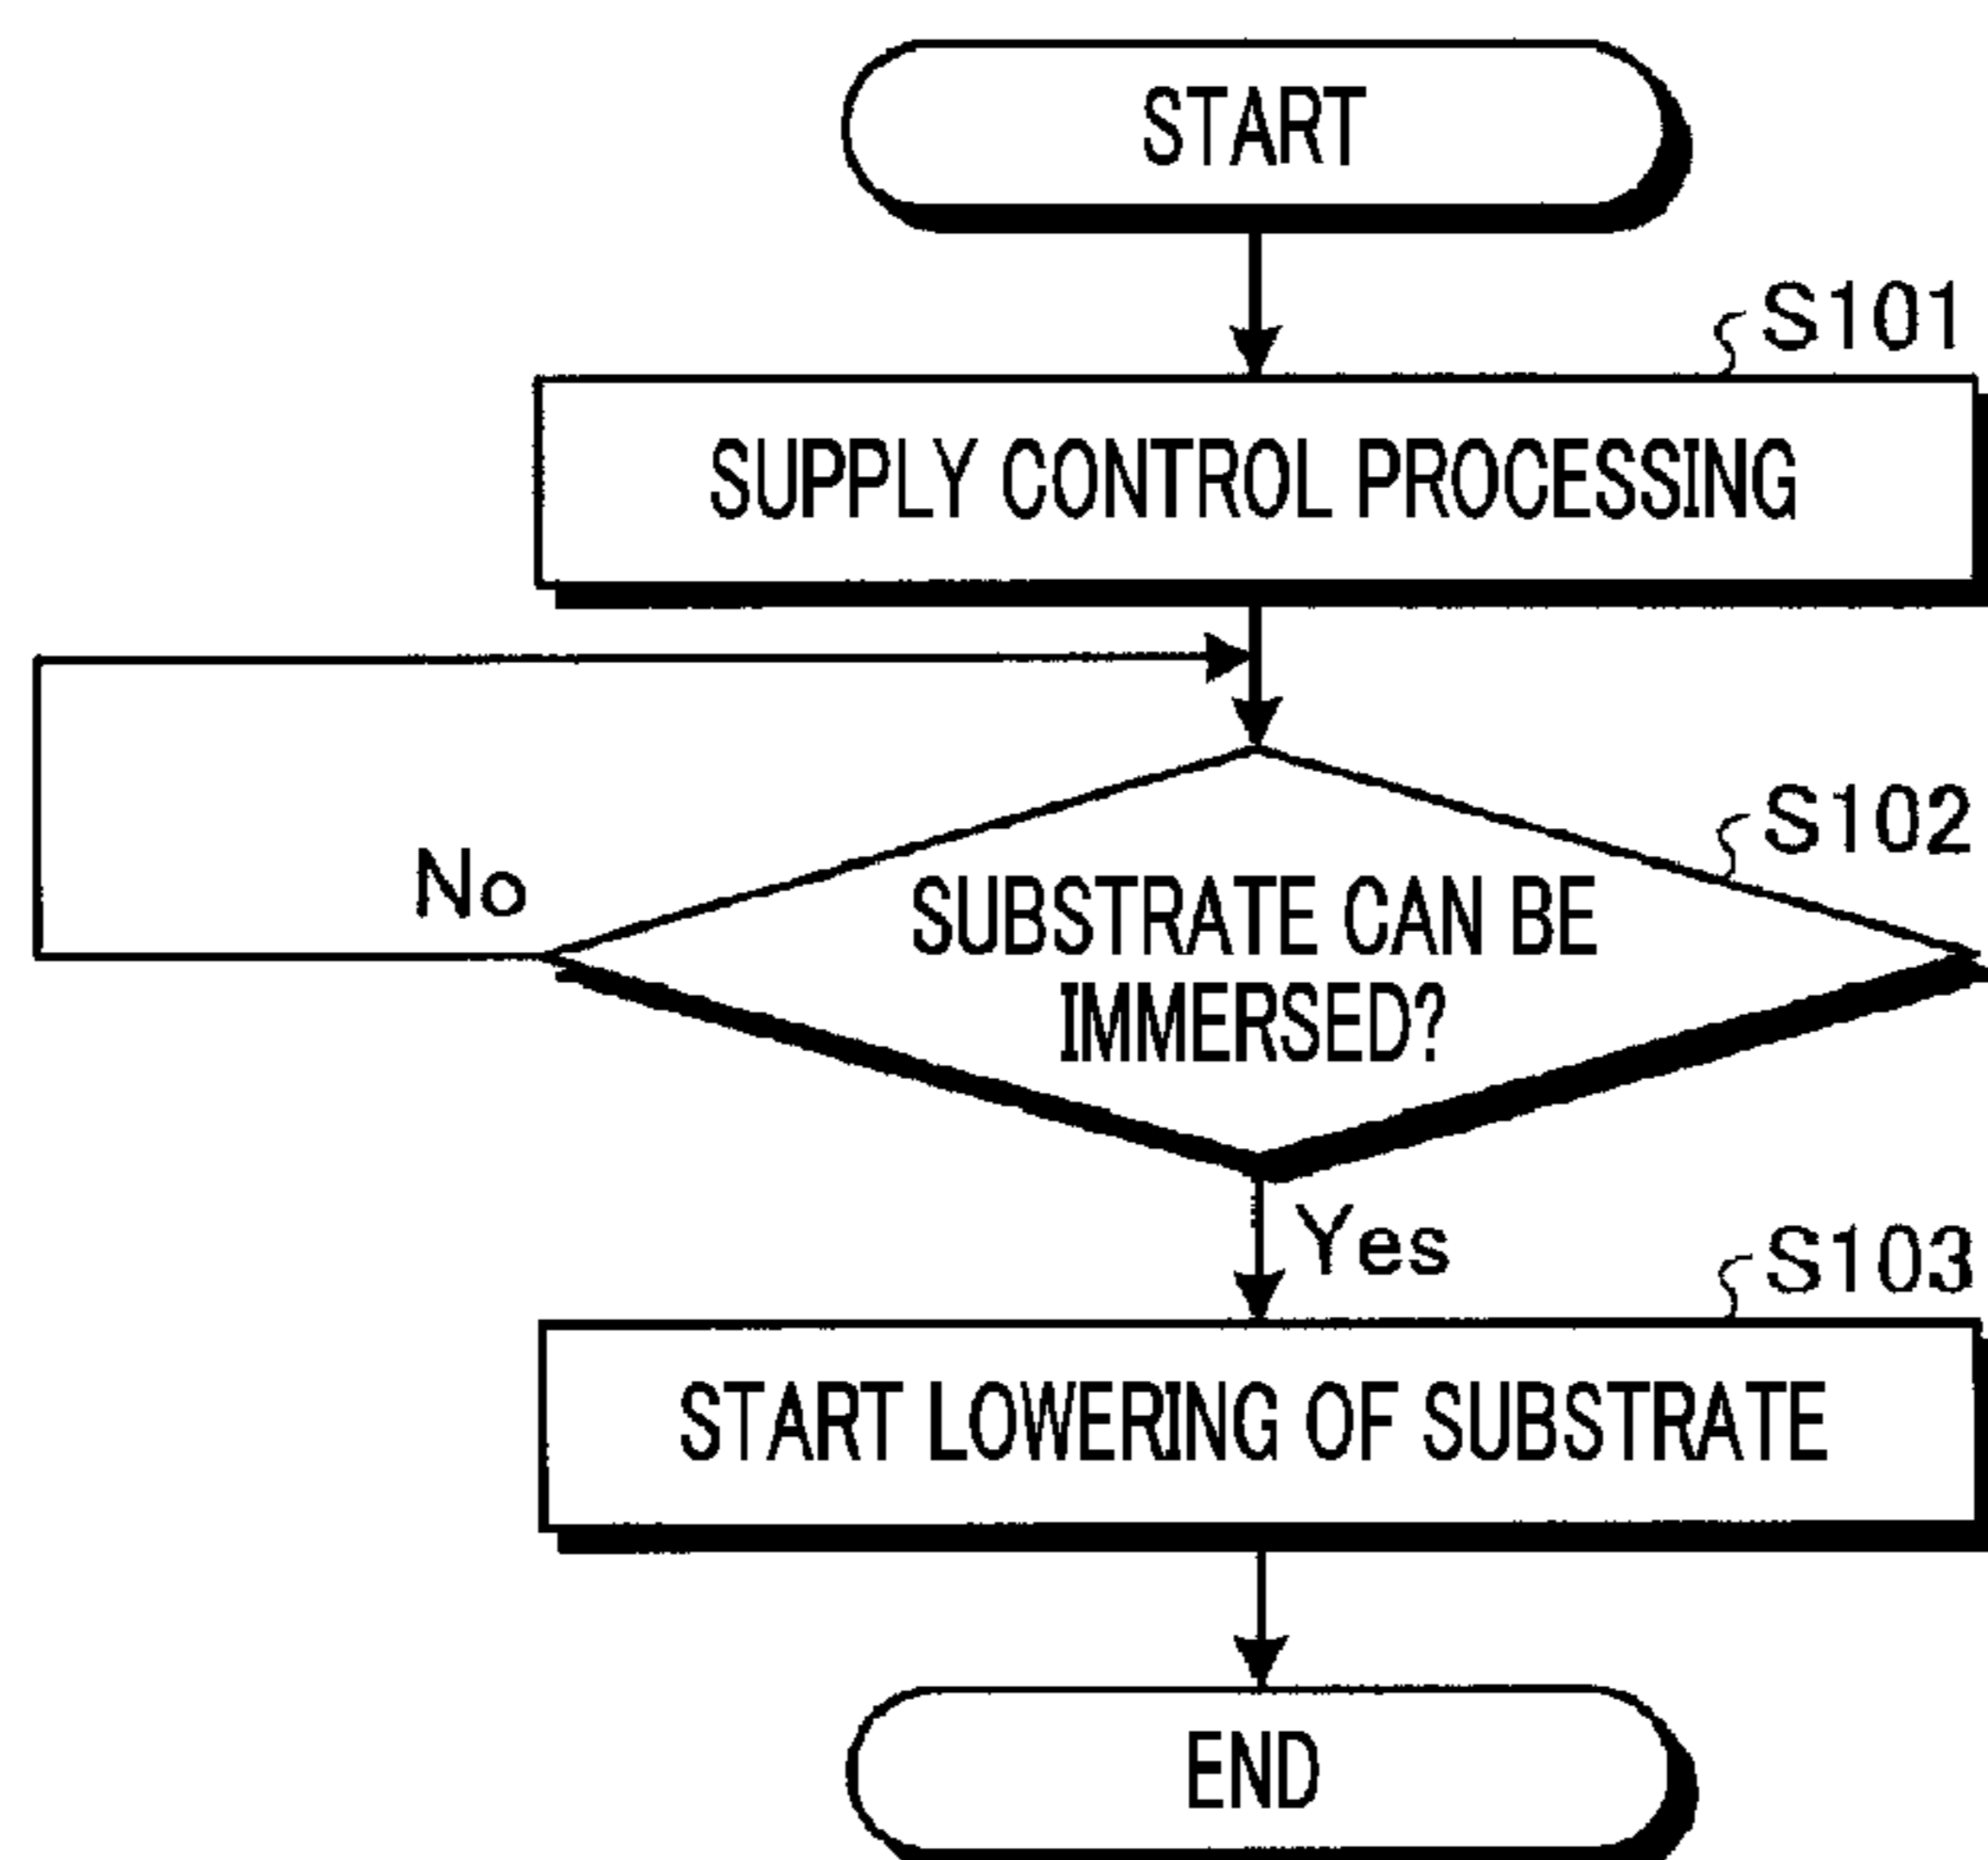 START
S101
SUPPLY CONTROL PROCESSING
S102
No
SUBSTRATE CAN BE
IMMERSED?
Yes
S103
START LOWERING OF SUBSTRATE
END